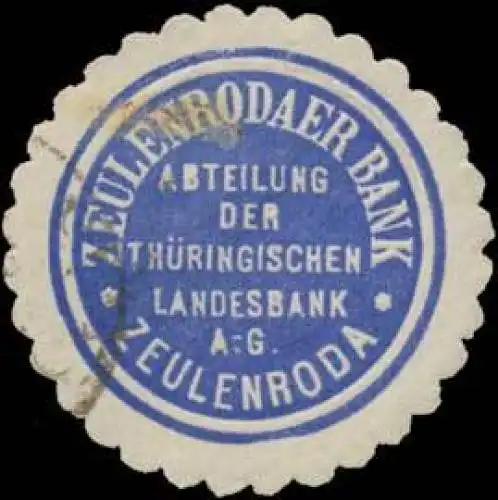 ZEULENRODAER BANK
ABTEILUNG
DER
THÜRINGISCHEN
LANDESBANK
A.-G.
* ZEULENRODA *